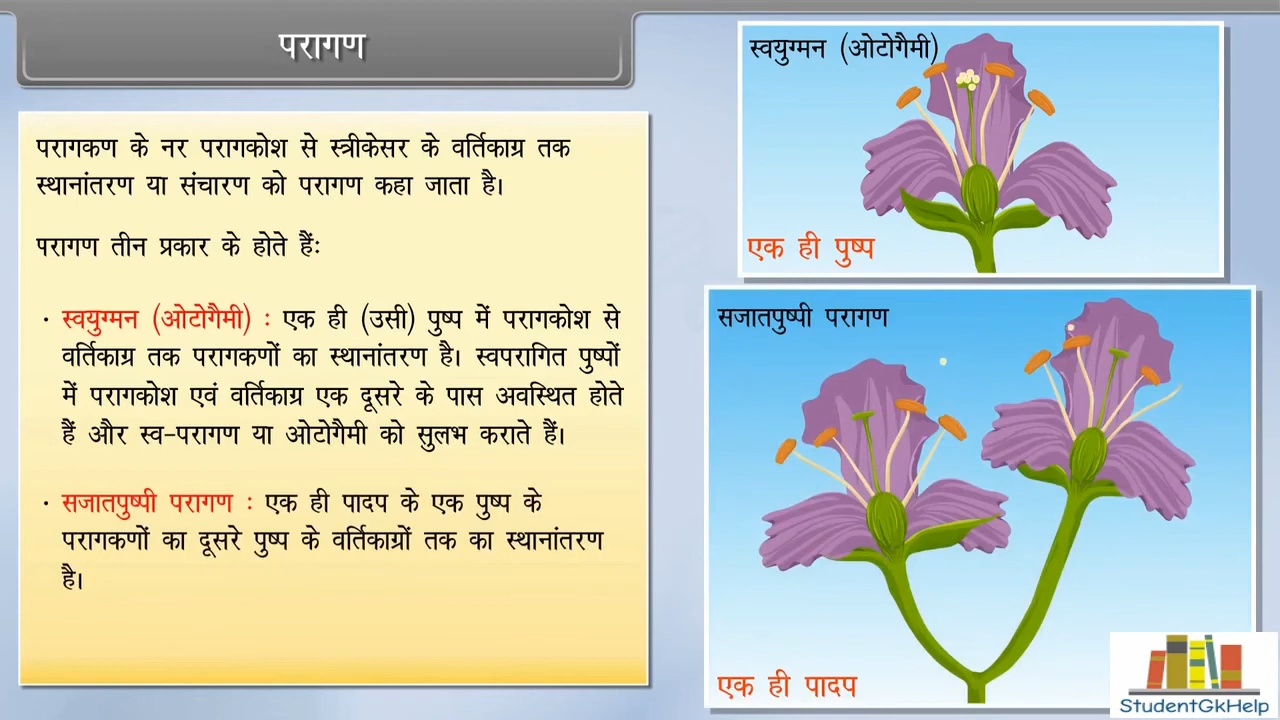 परागण
परागकण के नर परागकोश से स्त्रीकेसर के वर्तिकाग्र तक
स्थानांतरण या संचारण को परागण कहा जाता है।
परागण तीन प्रकार के होते हैंः
· स्वयुग्मन (ओटोगैमी) : एक ही (उसी) पुष्प में परागकोश से
वर्तिकाग्र तक परागकणों का स्थानांतरण है। स्वपरागित पुष्पों
में परागकोश एवं वर्तिकाग्र एक दूसरे के पास अवस्थित होते
हैं और स्व-परागण या ओटोगैमी को सुलभ कराते हैं।
· सजातपुष्पी परागण : एक ही पादप के एक पुष्प के
परागकणों का दूसरे पुष्प के वर्तिकाग्रों तक का स्थानांतरण
है।
स्वयुग्मन (ओटोगैमी)
एक ही पुष्प
सजातपुष्पी परागण
एक ही पादप
StudentGkHelp